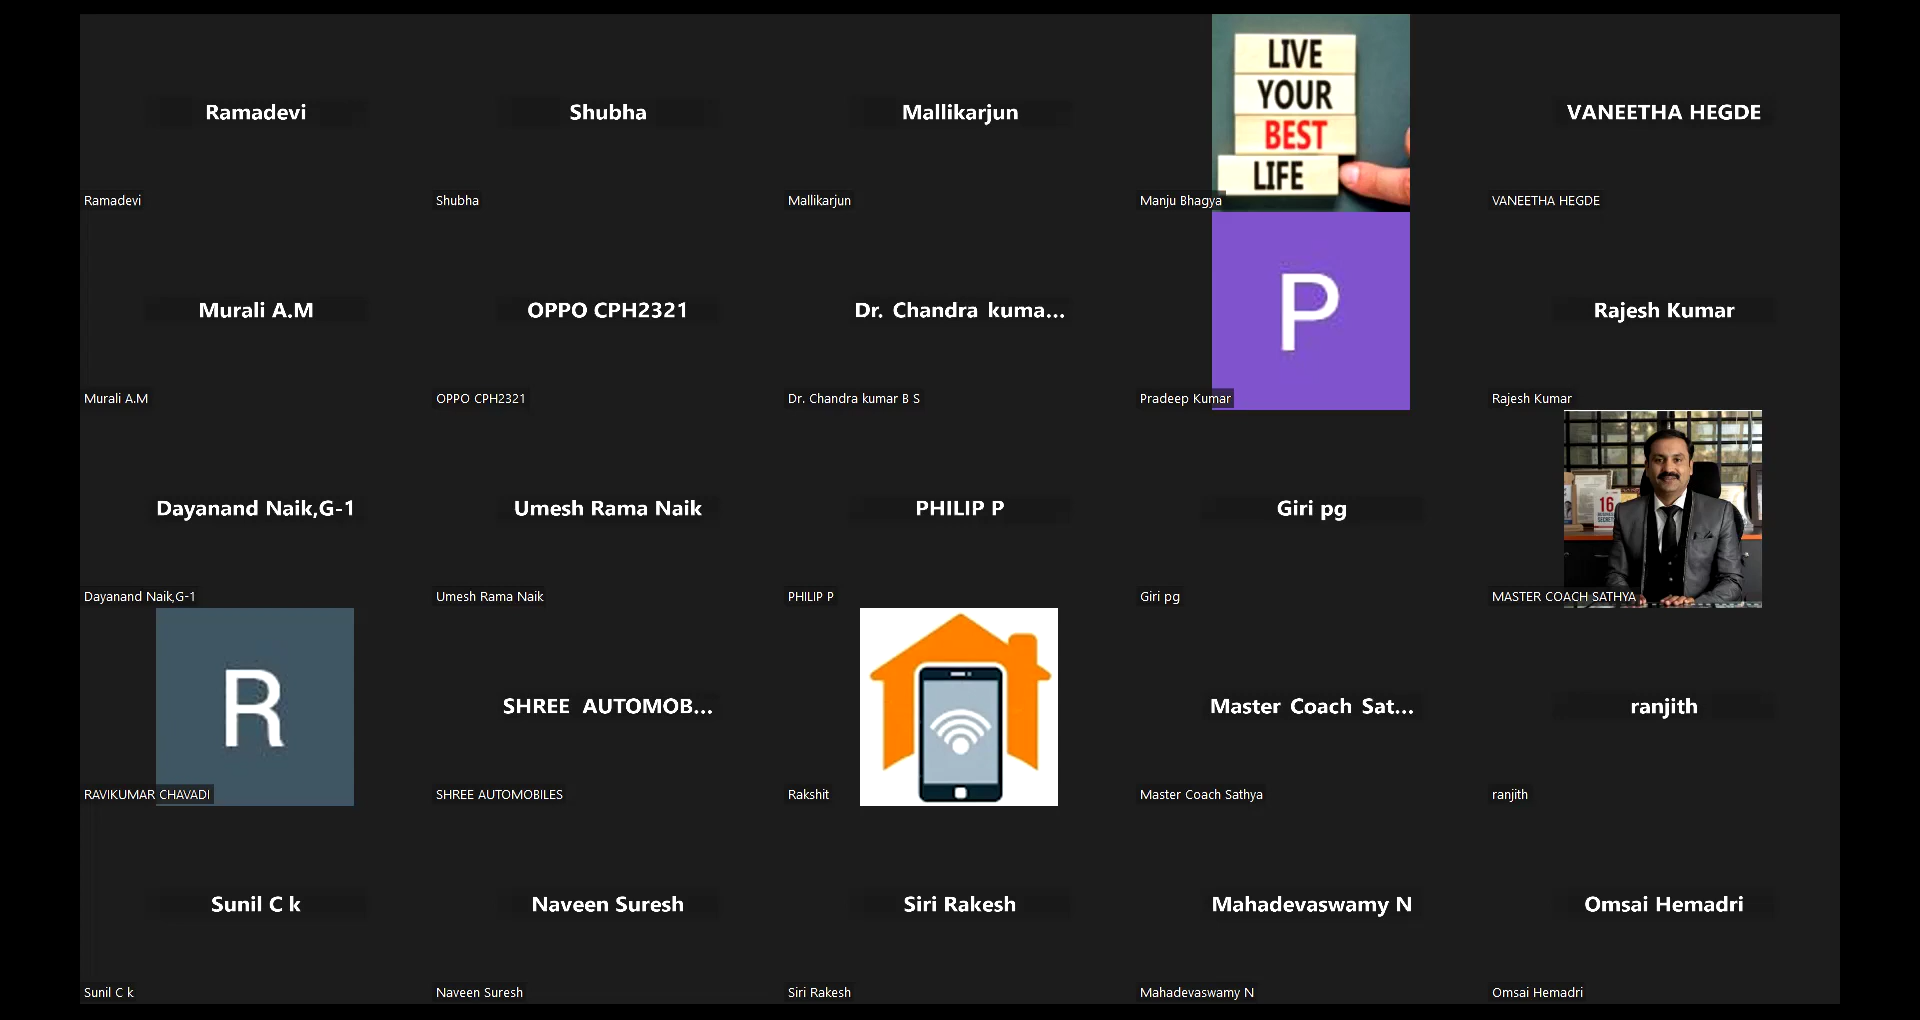 Ramadevi
Ramadevi
Shubha
Shubha
Mallikarjun
Mallikarjun
LIVE
YOUR
BEST
LIFE
Manju Bhagya
VANEETHA HEGDE
VANEETHA HEGDE
Murali A.M
Murali A.M
OPPO CPH2321
OPPO CPH2321
Dr. Chandra kuma...
Dr. Chandra kumar B S
P
Pradeep Kumar
Rajesh Kumar
Rajesh Kumar
Dayanand Naik,G-1
Dayanand Naik,G-1
Umesh Rama Naik
Umesh Rama Naik
PHILIP P
PHILIP P
Giri pg
Giri pg
16
MASTER COACH SATHYA
R
RAVIKUMAR CHAVADI
SHREE AUTOMOB...
SHREE AUTOMOBILES
Rakshit
Master Coach Sat...
Master Coach Sathya
ranjith
ranjith
Sunil C k
Sunil C k
Naveen Suresh
Naveen Suresh
Siri Rakesh
Siri Rakesh
Mahadevaswamy N
Mahadevaswamy N
Omsai Hemadri
Omsai Hemadri